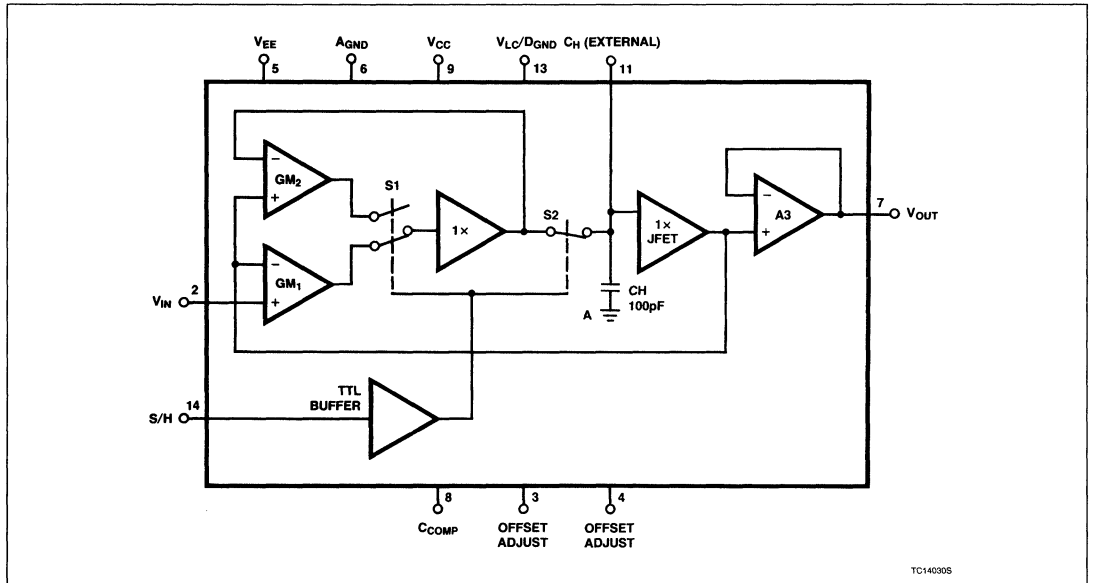 VEE AGND VCC VLC/DGND CH (EXTERNAL)
5 6 9 13 11
GM2
- +
S1
1×
S2
1×
JFET
- +
A3
7 VOUT
GM1
- +
VIN 2
CH
100pF
A
TTL
BUFFER
S/H 14
8 3 4
CCOMP OFFSET
ADJUST OFFSET
ADJUST
TC14030S